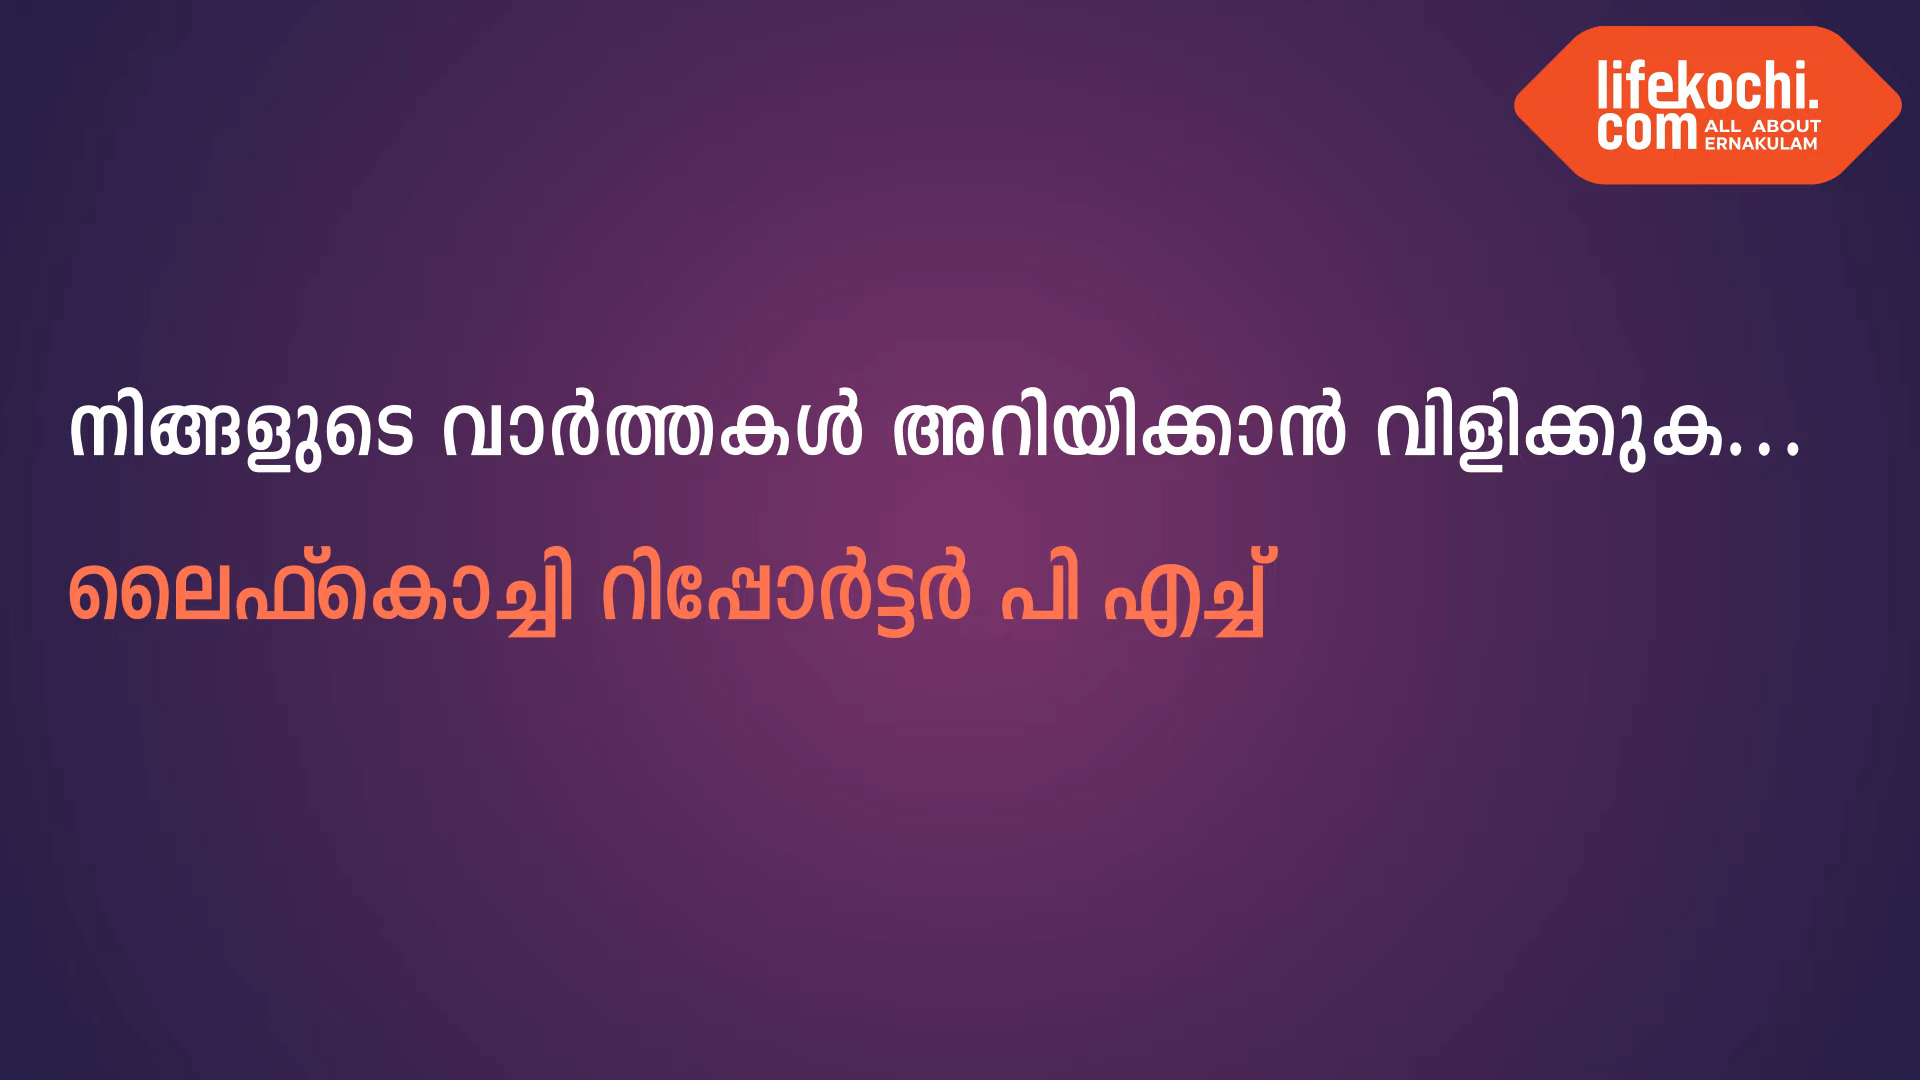 lifekochi.
com ALL ABOUT
ERNAKULAM
നിങ്ങളുടെ വാർത്തകൾ അറിയിക്കാൻ വിളിക്കുക...
ലൈഫ്കൊച്ചി റിപ്പോർട്ടർ പി എച്ച്